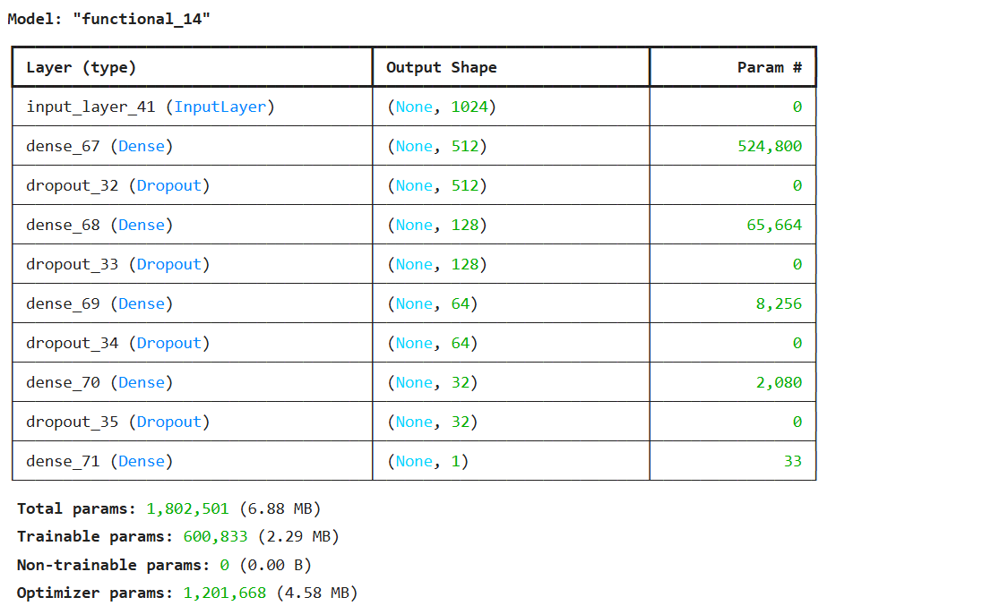 Model: "functional_14"
Layer (type) Output Shape Param #
input_layer_41 (InputLayer) (None, 1024) 0
dense_67 (Dense) (None, 512) 524,800
dropout_32 (Dropout) (None, 512) 0
dense_68 (Dense) (None, 128) 65,664
dropout_33 (Dropout) (None, 128) 0
dense_69 (Dense) (None, 64) 8,256
dropout_34 (Dropout) (None, 64) 0
dense_70 (Dense) (None, 32) 2,080
dropout_35 (Dropout) (None, 32) 0
dense_71 (Dense) (None, 1) 33
Total params: 1,802,501 (6.88 MB)
Trainable params: 600,833 (2.29 MB)
Non-trainable params: 0 (0.00 B)
Optimizer params: 1,201,668 (4.58 MB)